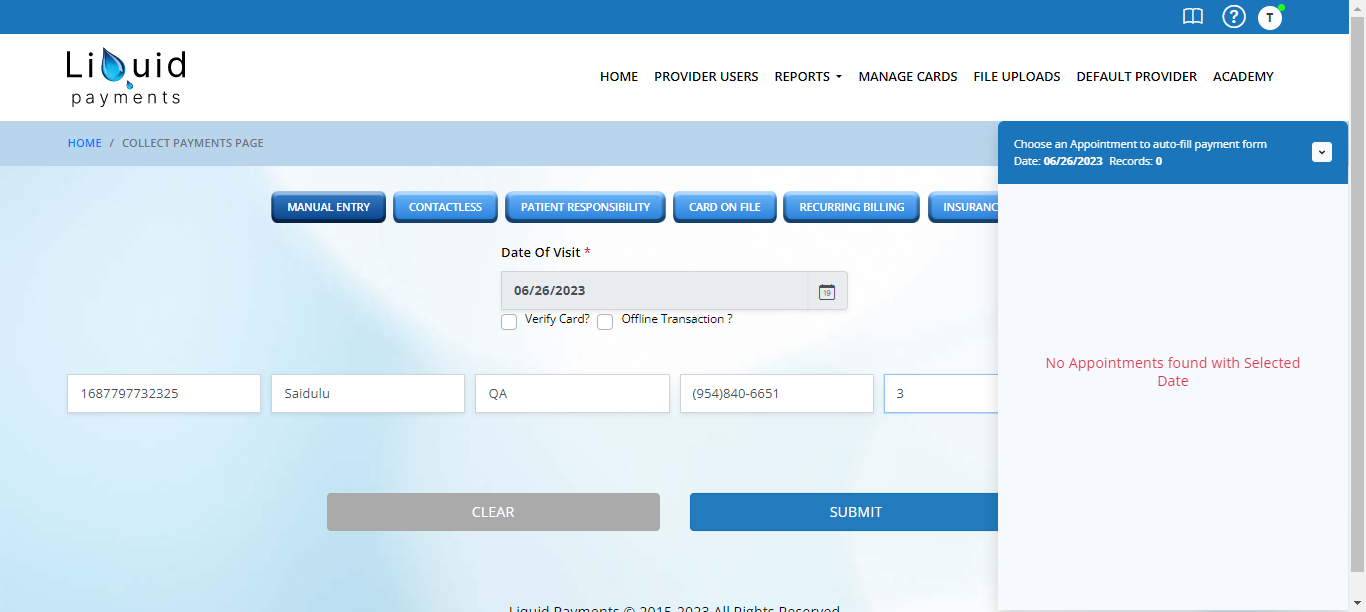 T
Liquid
payments
HOME PROVIDER USERS REPORTS MANAGE CARDS FILE UPLOADS DEFAULT PROVIDER ACADEMY
HOME / COLLECT PAYMENTS PAGE
Choose an Appointment to auto-fill payment form
Date: 06/26/2023 Records: 0
MANUAL ENTRY CONTACTLESS PATIENT RESPONSIBILITY CARD ON FILE RECURRING BILLING INSURANC
Date Of Visit *
06/26/2023
19
Verify Card? Offline Transaction ?
No Appointments found with Selected
Date
1687797732325 Saidulu QA (954)840-6651 3
CLEAR SUBMIT
Liquid Payments © 2015-2023 All Rights Reserved